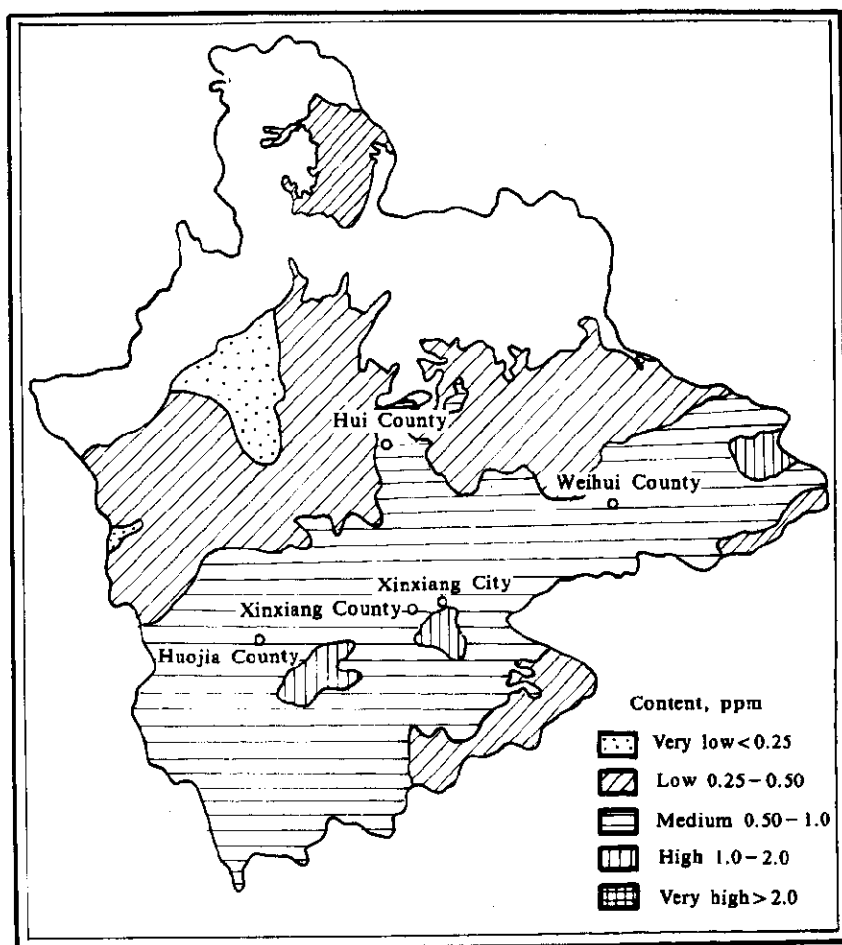 Hui County
Weihui County
Xinxiang City
Xinxiang County
Huojia County
Content, ppm
Very low<0.25
Low 0.25-0.50
Medium 0.50-1.0
High 1.0-2.0
Very high>2.0